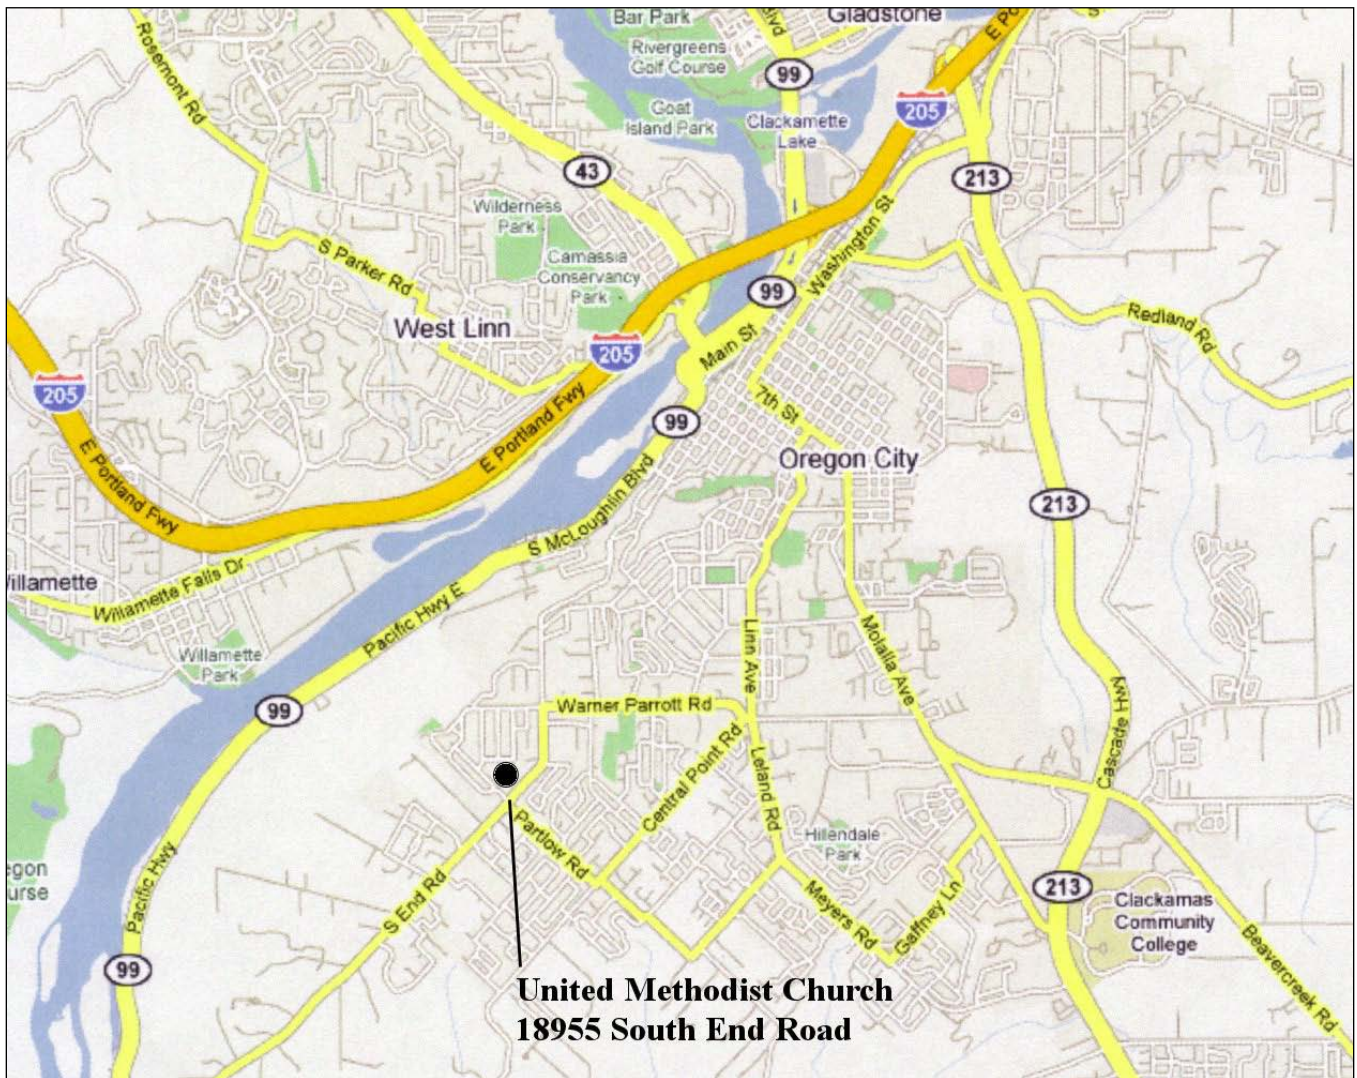 Bar Park
Blvd
Gladstone
E Po
S
Rosemont Rd
Rivergreens
Golf Course
99
205
Goat
Island Park
Clackamette
Lake
43
213
Wilderness
Park
Washington St
S Parker Rd
Camassia
Conservancy
Park
99
Redland Rd
West Linn
205
Main St
205
7th St
E Portland Fwy
99
Oregon City
E Portland Fwy
S McLoughlin Blvd
213
Willamette Falls Dr
illamette
Pacific Hwy E
Linn Ave
Molalla Ave
Willamette
Park
99
Warner Parrott Rd
Cascade Hwy
Central Point Rd
Leland Rd
Partlow Rd
Hillendale
Park
egon
urse
Pacific Hwy
S End Rd
Meyers Rd
Gaffney Ln
213
Clackamas
Community
College
Beavercreek Rd
99
United Methodist Church
18955 South End Road